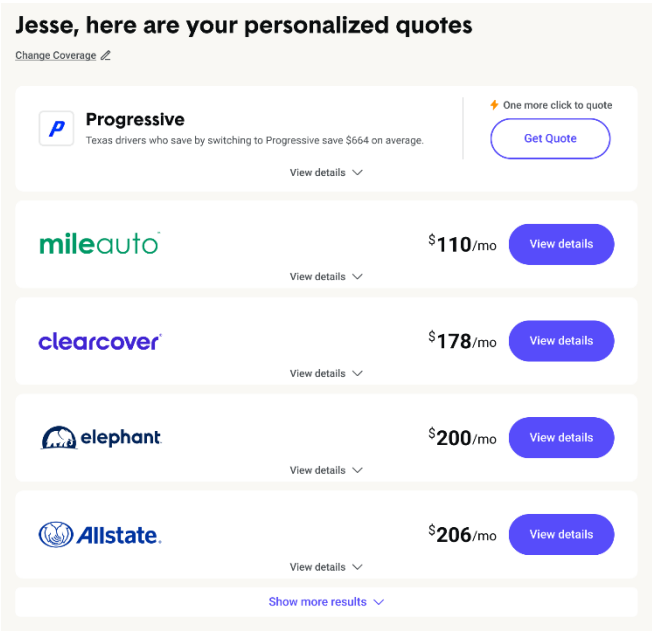 Jesse, here are your personalized quotes
Change Coverage
Progressive
Texas drivers who save by switching to Progressive save $664 on average.
One more click to quote
Get Quote
View details
mileauto
$110/mo
View details
View details
clearcover
$178/mo
View details
View details
elephant
$200/mo
View details
View details
Allstate.
$206/mo
View details
View details
Show more results